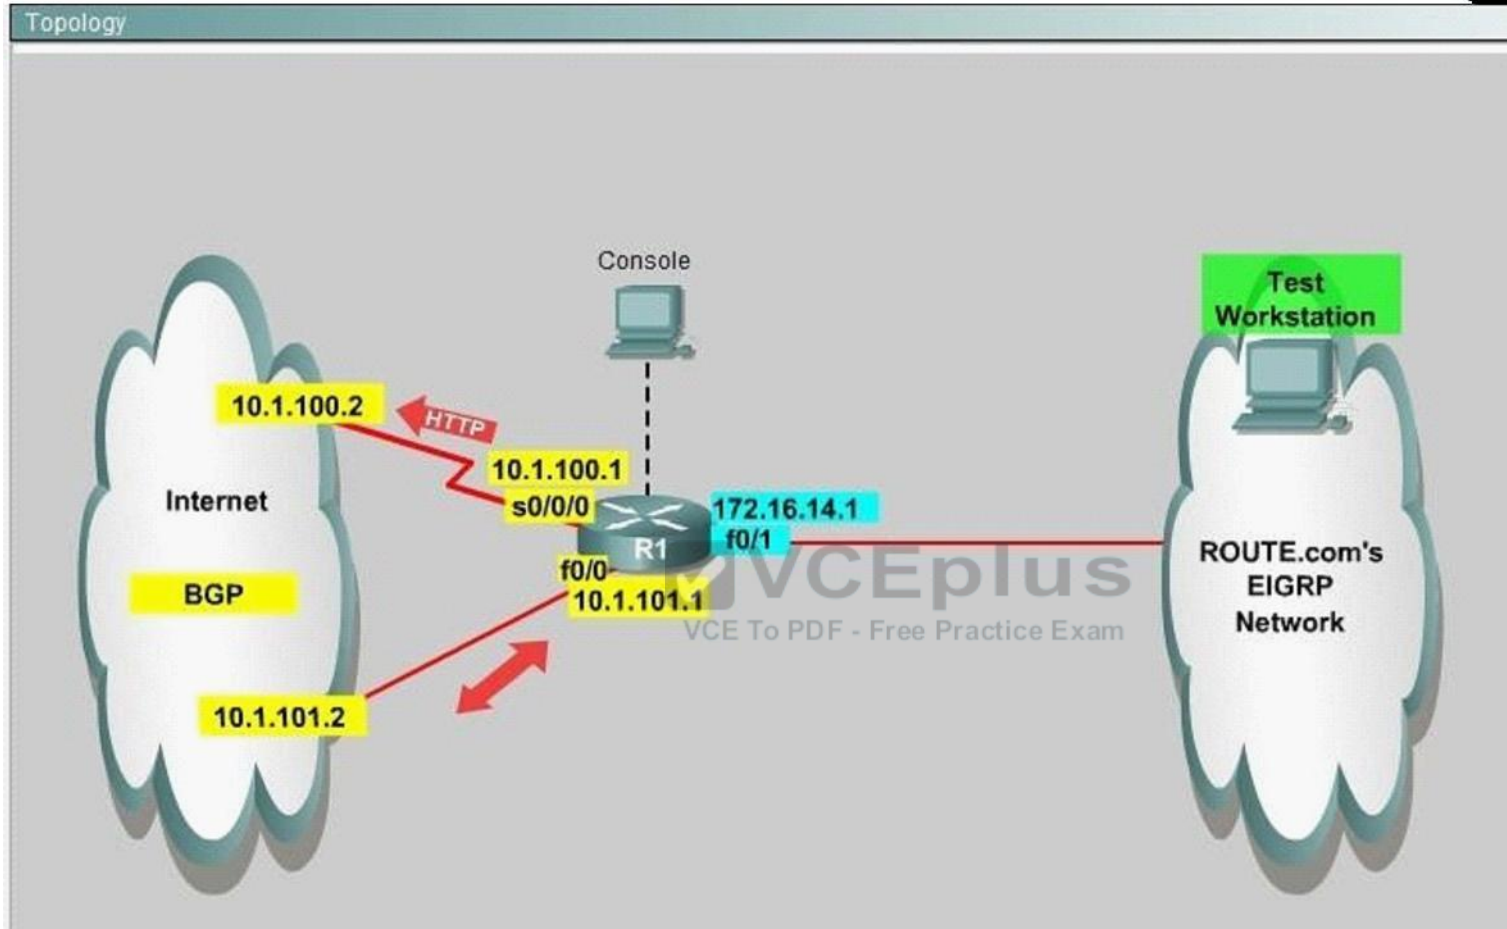 Topology
Console
Test
Workstation
10.1.100.2
HTTP
10.1.100.1
s0/0/0
Internet
172.16.14.1
f0/1
R1
f0/0
10.1.101.1
BGP
VCEplus
VCE To PDF - Free Practice Exam
ROUTE.com's
EIGRP
Network
10.1.101.2